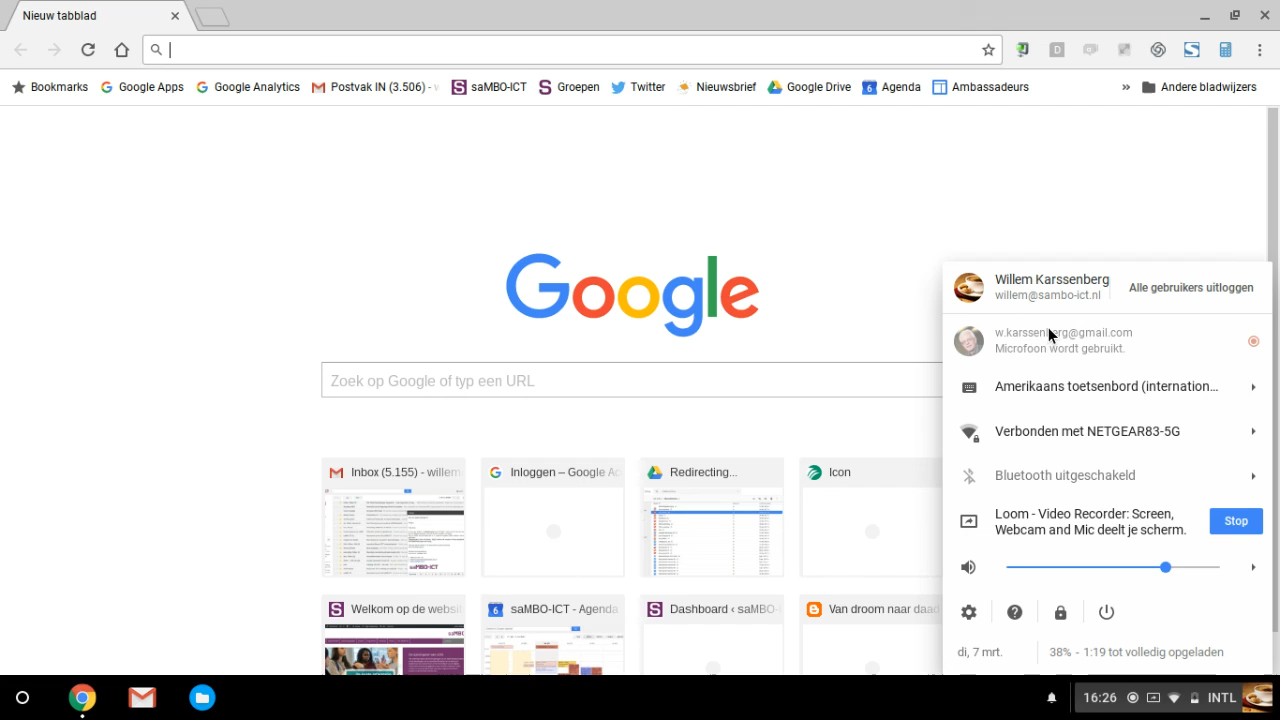 Nieuw tabblad
Bookmarks Google Apps Google Analytics Postvak IN (3.506) - saMBO-ICT Groepen Twitter Nieuwsbrief Google Drive 6 Agenda Ambassadeurs » Andere bladwijzers
Google
Zoek op Google of typ een URL
Inbox (5.155) - willem
Inloggen – Google Ac
Redirecting...
Icon
saMBO-ICT
Welkom op de websi
6 saMBO-ICT - Agenda
Dashboard ‹ saMBO-
Van droom naar daad
Willem Karssenberg
willem@sambo-ict.nl
Alle gebruikers uitloggen
w.karssenberg@gmail.com
Microfoon wordt gebruikt.
Amerikaans toetsenbord (internation...
Verbonden met NETGEAR83-5G
Bluetooth uitgeschakeld
Loom - Video Recorder: Screen,
Webcam and Mic deelt je scherm
di, 7 mrt.
38% - 1:19 tot volledig opgeladen
16:26 INTL